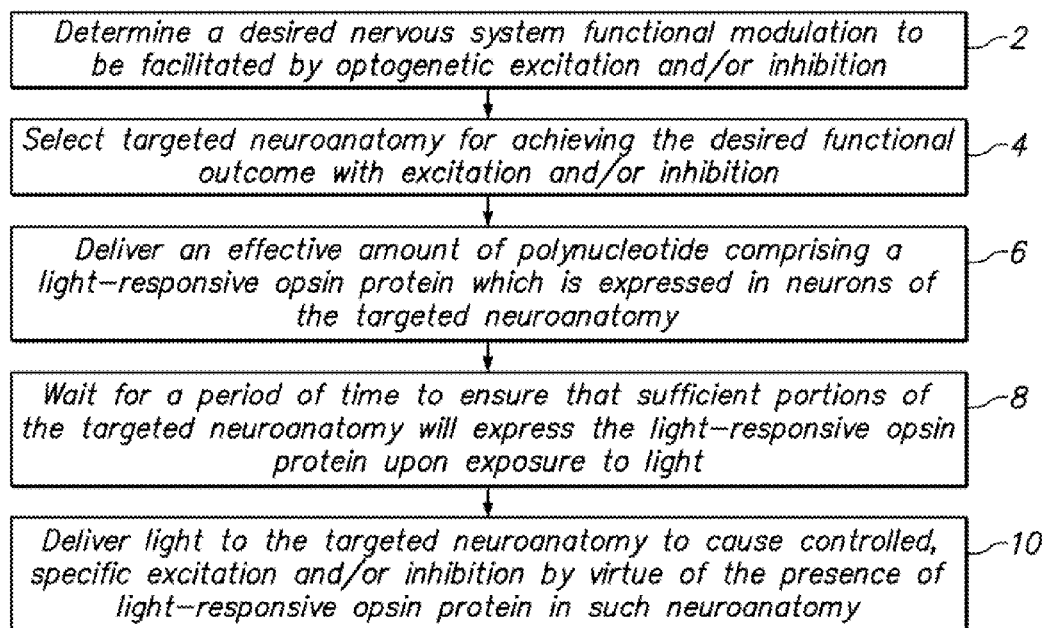 Determine a desired nervous system functional modulation to
be facilitated by optogenetic excitation and/or inhibition
2
Select targeted neuroanatomy for achieving the desired functional
outcome with excitation and/or inhibition
4
Deliver an effective amount of polynucleotide comprising a
light-responsive opsin protein which is expressed in neurons of
the targeted neuroanatomy
6
Wait for a period of time to ensure that sufficient portions of
the targeted neuroanatomy will express the light-responsive opsin
protein upon exposure to light
8
Deliver light to the targeted neuroanatomy to cause controlled,
specific excitation and/or inhibition by virtue of the presence of
light-responsive opsin protein in such neuroanatomy
10